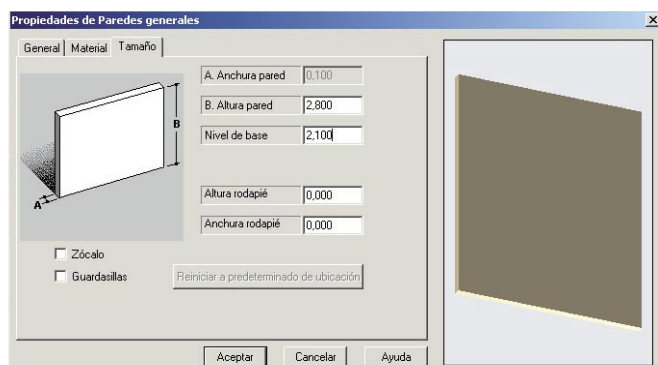 Propiedades de Paredes generales
General Material Tamaño
A. Anchura pared 0,100
B. Altura pared 2,800
B
Nivel de base 2,100
A
Altura rodapié 0,000
Anchura rodapié 0,000
Zócalo
Guardasillas Reiniciar a predeterminado de ubicación
Aceptar Cancelar Ayuda